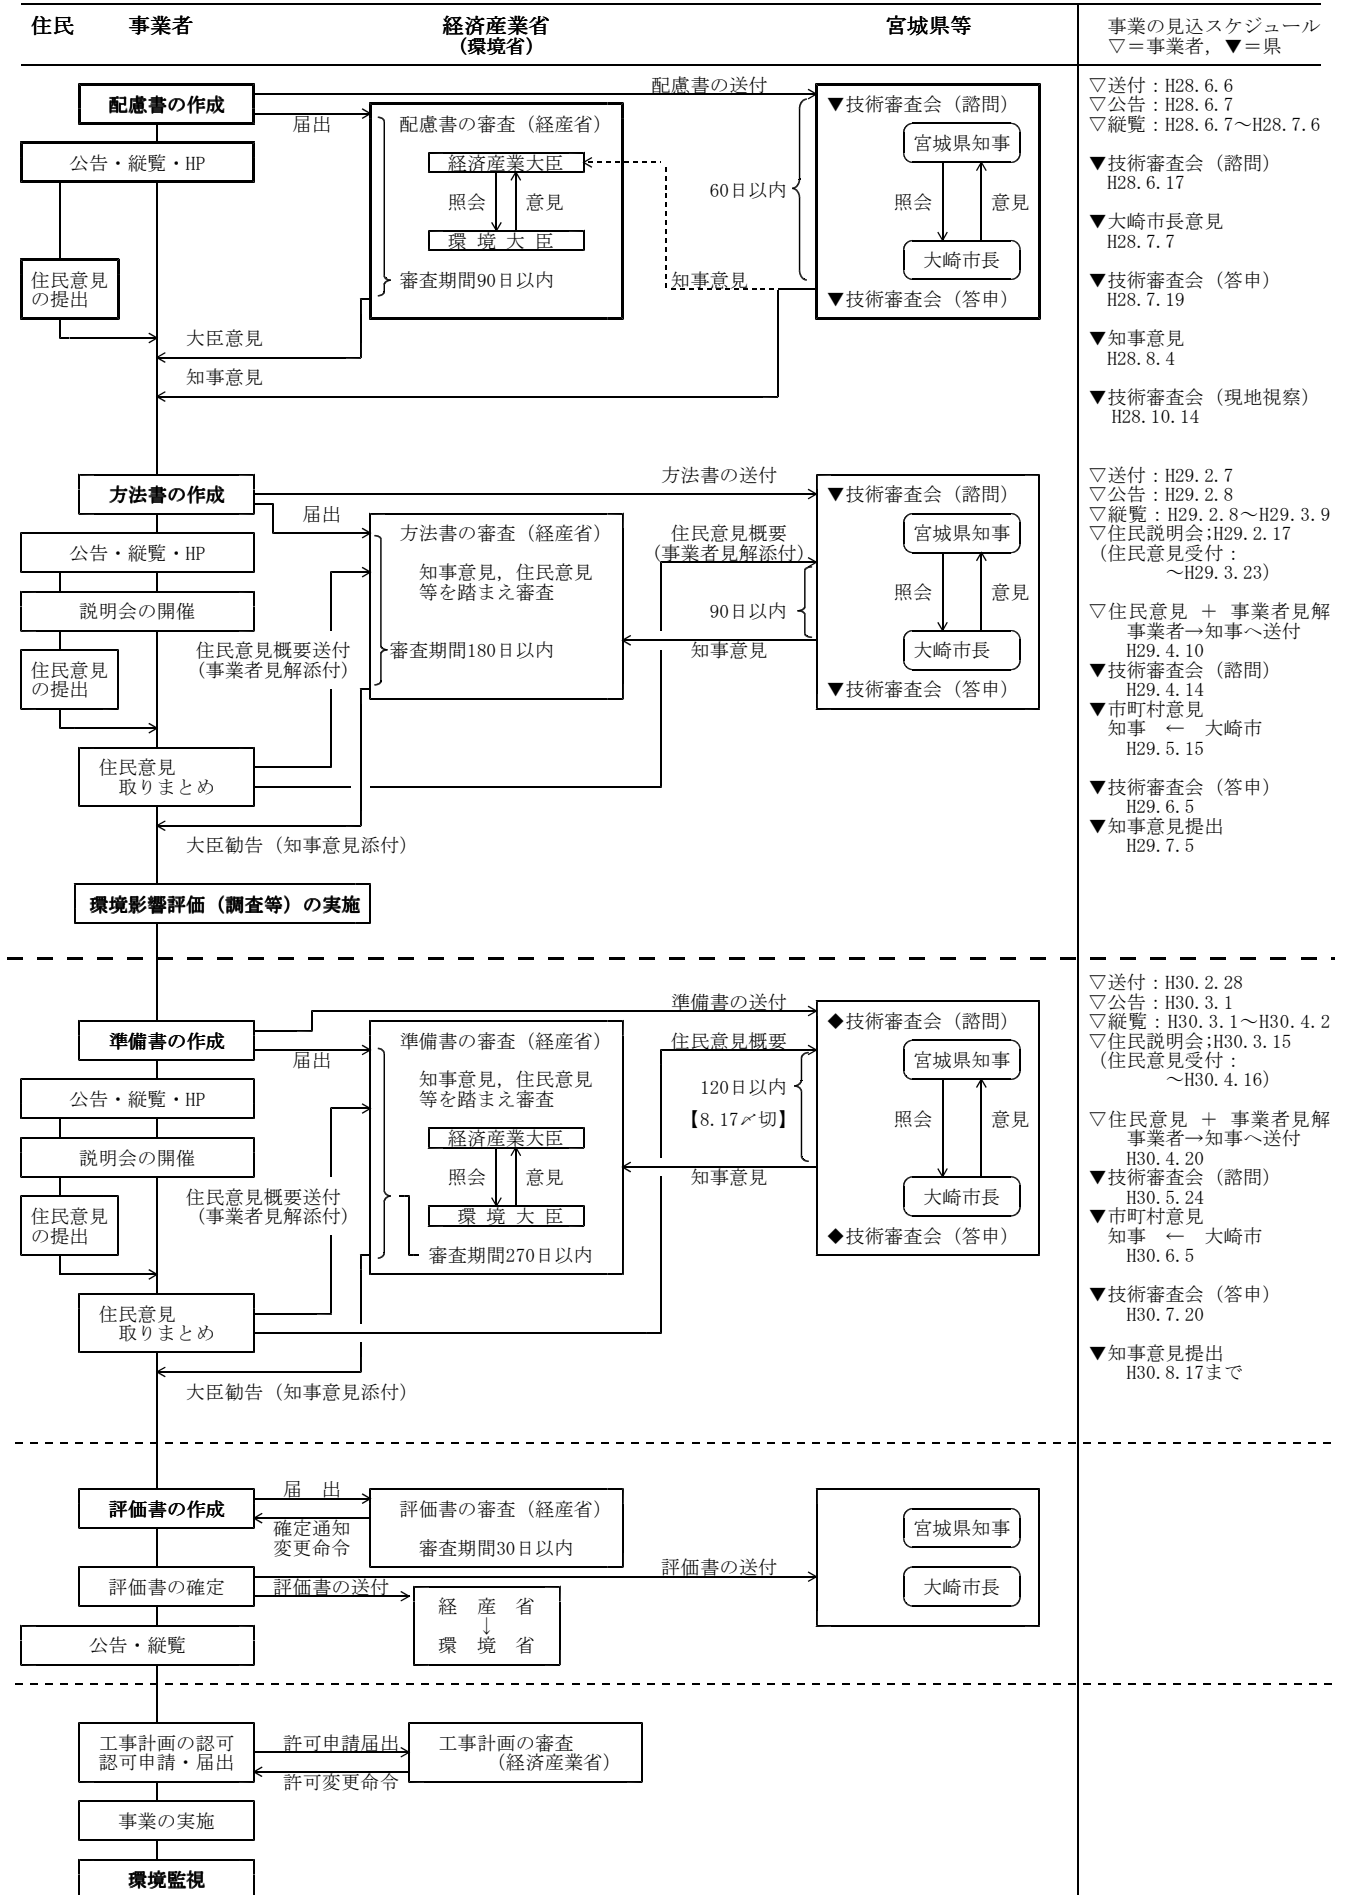 住民 事業者 経済産業省 宮城県等 事業の見込スケジュール
(環境省) ▽＝事業者，▼＝県
配慮書の作成
配慮書の送付
届出
公告・縦覧・HP
住民意見
の提出
配慮書の審査（経産省）
経済産業大臣
照会 意見
環 境 大 臣
審査期間90日以内
60日以内
知事意見
▼技術審査会（諮問）
宮城県知事
照会 意見
大崎市長
▼技術審査会（答申）
大臣意見
知事意見
▽送付：H28.6.6
▽公告：H28.6.7
▽縦覧：H28.6.7～H28.7.6
▼技術審査会（諮問）
H28.6.17
▼大崎市長意見
H28.7.7
▼技術審査会（答申）
H28.7.19
▼知事意見
H28.8.4
▼技術審査会（現地視察）
H28.10.14
方法書の作成
方法書の送付
届出
公告・縦覧・HP
説明会の開催
住民意見
の提出
住民意見概要送付
（事業者見解添付）
方法書の審査（経産省）
知事意見，住民意見
等を踏まえ審査
審査期間180日以内
住民意見概要
（事業者見解添付）
90日以内
知事意見
▼技術審査会（諮問）
宮城県知事
照会 意見
大崎市長
▼技術審査会（答申）
住民意見
取りまとめ
大臣勧告（知事意見添付）
環境影響評価（調査等）の実施
▽送付：H29.2.7
▽公告：H29.2.8
▽縦覧：H29.2.8～H29.3.9
▽住民説明会;H29.2.17
（住民意見受付：
～H29.3.23）
▽住民意見 ＋ 事業者見解
事業者→知事へ送付
H29.4.10
▼技術審査会（諮問）
H29.4.14
▼市町村意見
知事 ← 大崎市
H29.5.15
▼技術審査会（答申）
H29.6.5
▼知事意見提出
H29.7.5
準備書の作成
準備書の送付
届出
公告・縦覧・HP
説明会の開催
住民意見
の提出
住民意見概要送付
（事業者見解添付）
準備書の審査（経産省）
知事意見，住民意見
等を踏まえ審査
経済産業大臣
照会 意見
環 境 大 臣
審査期間270日以内
住民意見概要
120日以内
【8.17〆切】
知事意見
◆技術審査会（諮問）
宮城県知事
照会 意見
大崎市長
◆技術審査会（答申）
住民意見
取りまとめ
大臣勧告（知事意見添付）
▽送付：H30.2.28
▽公告：H30.3.1
▽縦覧：H30.3.1～H30.4.2
▽住民説明会;H30.3.15
（住民意見受付：
～H30.4.16）
▽住民意見 ＋ 事業者見解
事業者→知事へ送付
H30.4.20
▼技術審査会（諮問）
H30.5.24
▼市町村意見
知事 ← 大崎市
H30.6.5
▼技術審査会（答申）
H30.7.20
▼知事意見提出
H30.8.17まで
評価書の作成
届 出
確定通知
変更命令
評価書の審査（経産省）
審査期間30日以内
宮城県知事
大崎市長
評価書の確定
評価書の送付
評価書の送付
経 産 省
↓
環 境 省
公告・縦覧
工事計画の認可
認可申請・届出
許可申請届出
許可変更命令
工事計画の審査
（経済産業省）
事業の実施
環境監視